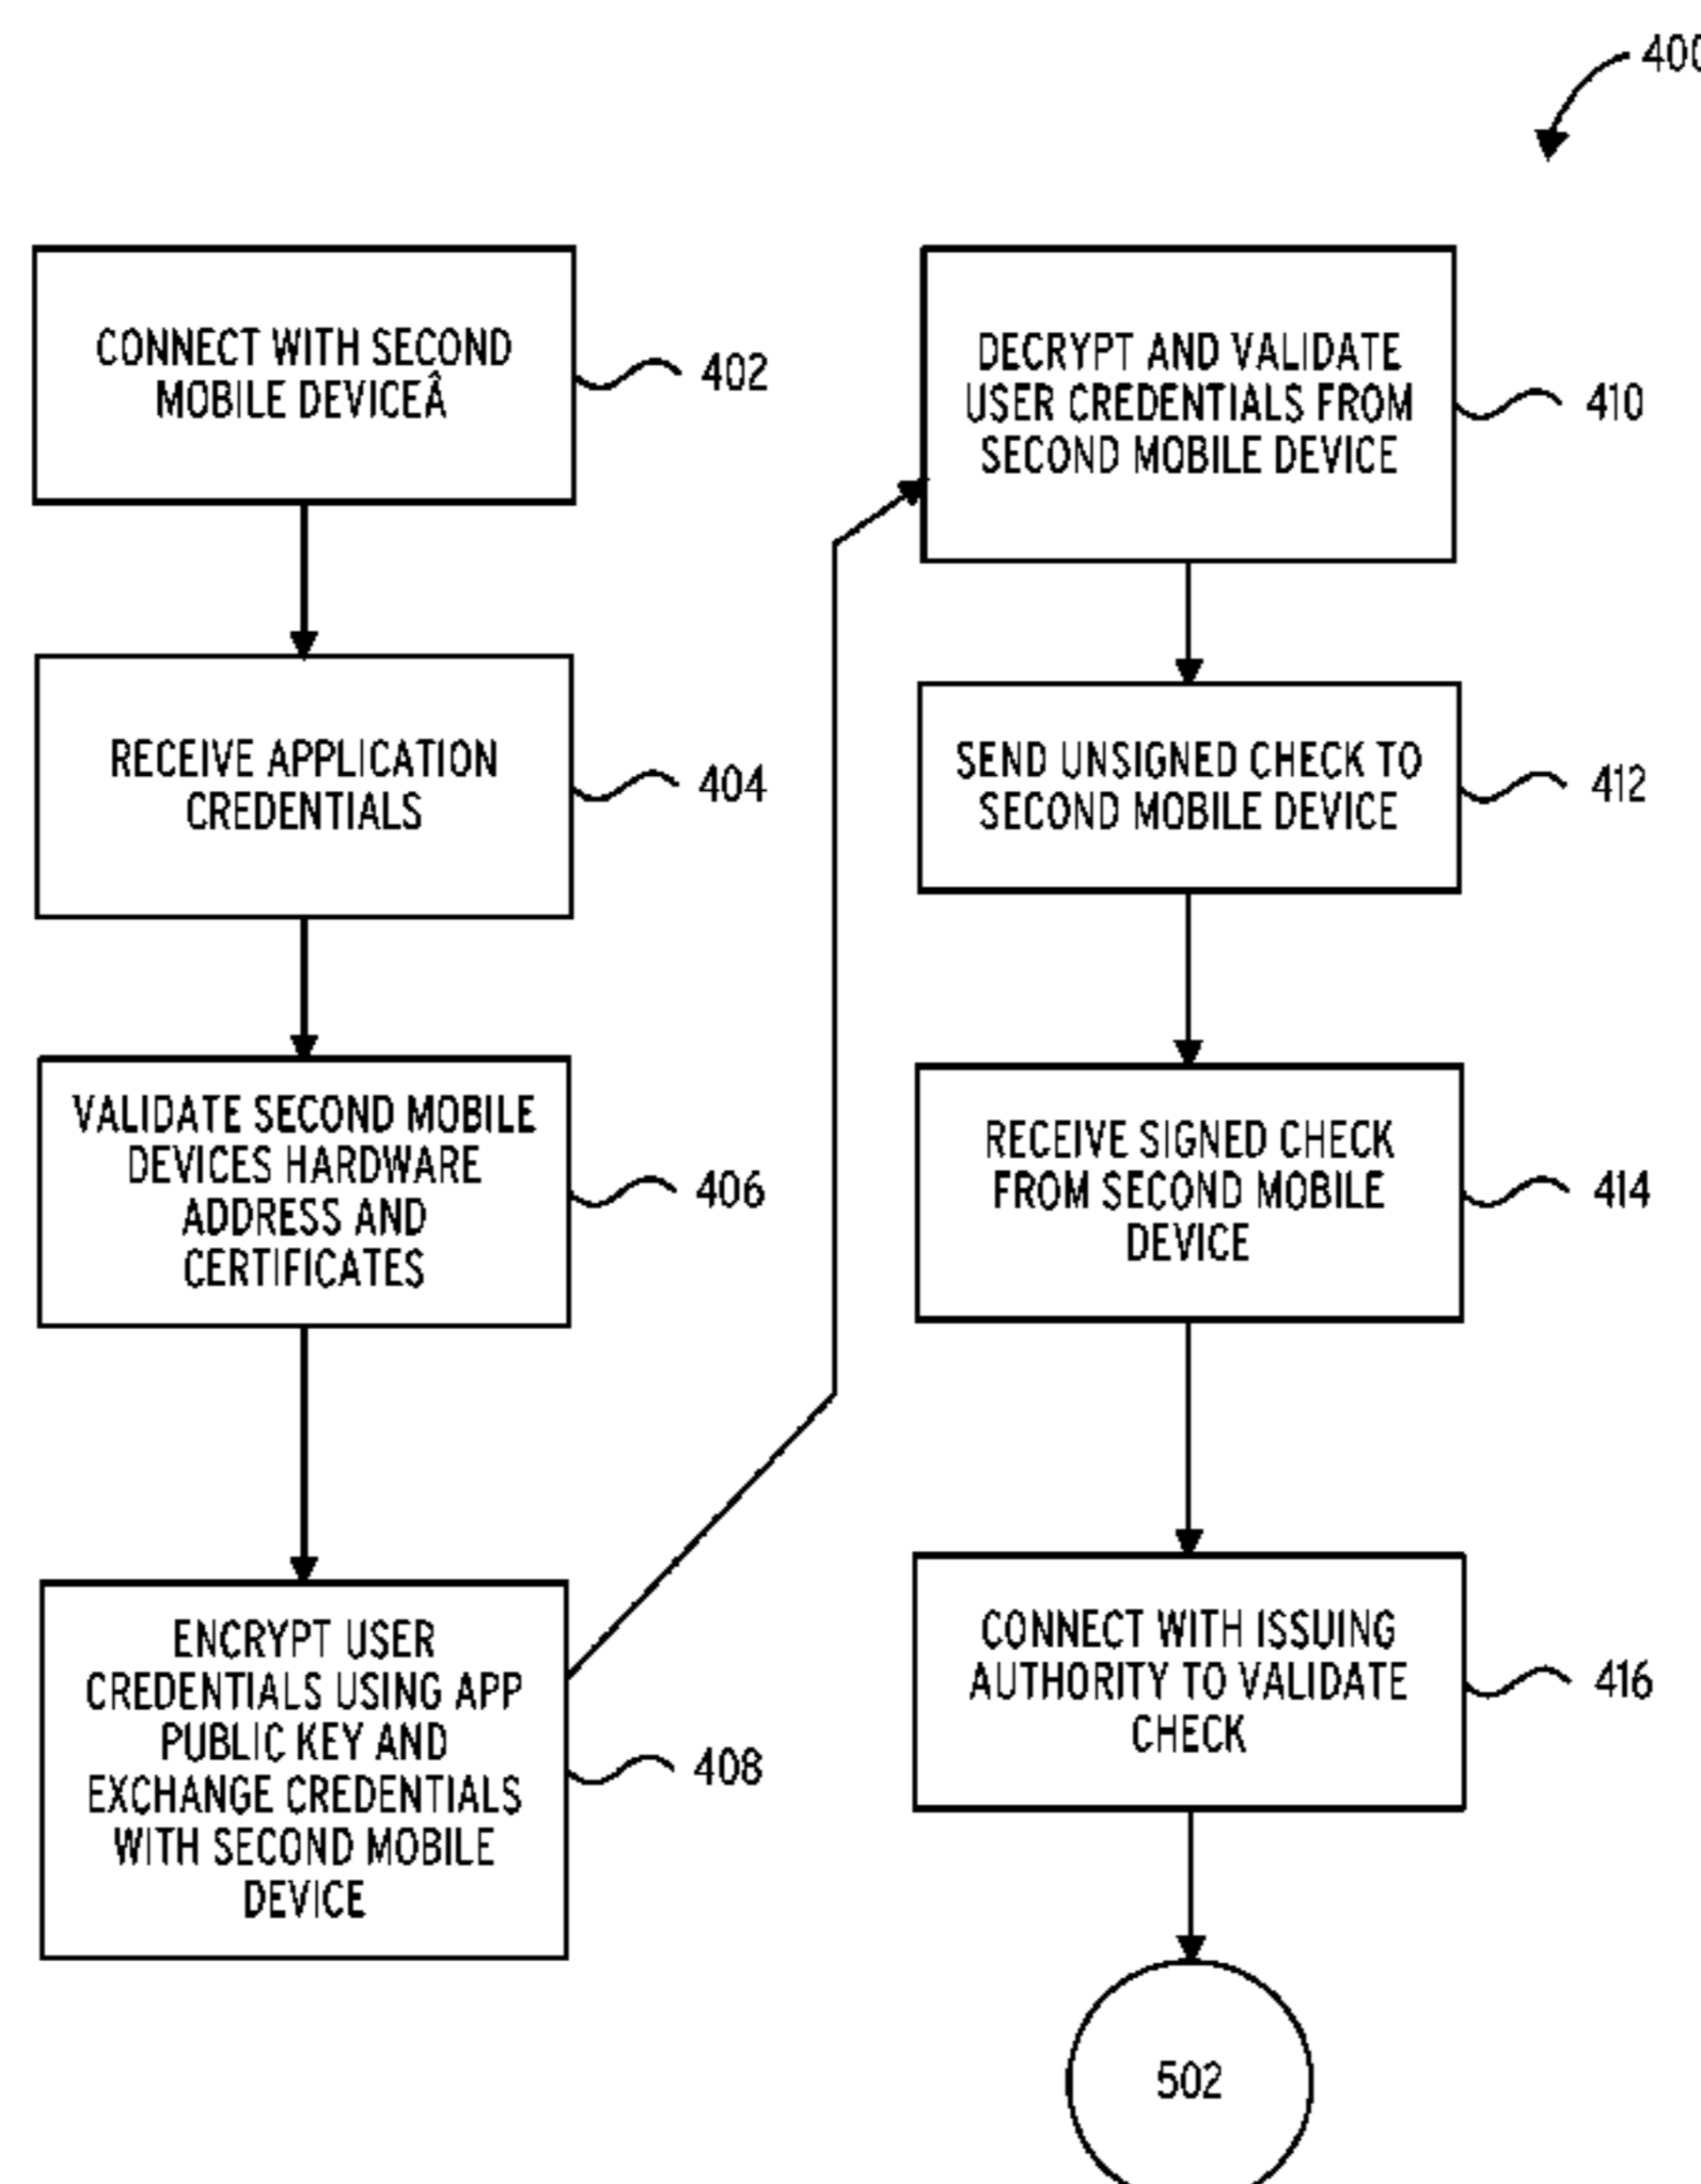 400
CONNECT WITH SECOND
MOBILE DEVICEÂ
402
RECEIVE APPLICATION
CREDENTIALS
404
VALIDATE SECOND MOBILE
DEVICES HARDWARE
ADDRESS AND
CERTIFICATES
406
ENCRYPT USER
CREDENTIALS USING APP
PUBLIC KEY AND
EXCHANGE CREDENTIALS
WITH SECOND MOBILE
DEVICE
408
DECRYPT AND VALIDATE
USER CREDENTIALS FROM
SECOND MOBILE DEVICE
410
SEND UNSIGNED CHECK TO
SECOND MOBILE DEVICE
412
RECEIVE SIGNED CHECK
FROM SECOND MOBILE
DEVICE
414
CONNECT WITH ISSUING
AUTHORITY TO VALIDATE
CHECK
416
502